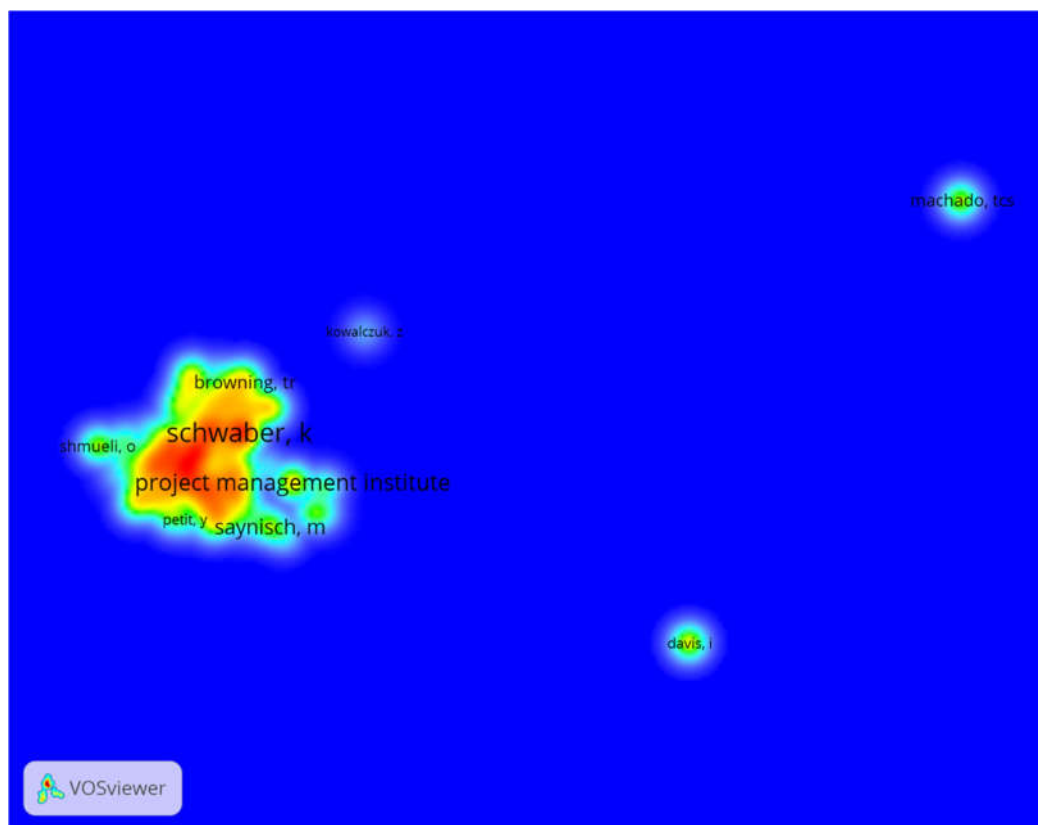 machado, tcs
kowalczuk, z
browning, tr
schwaber, k
shmueli, o
project management institute
petit, y
saynisch, m
davis, i
VOSviewer